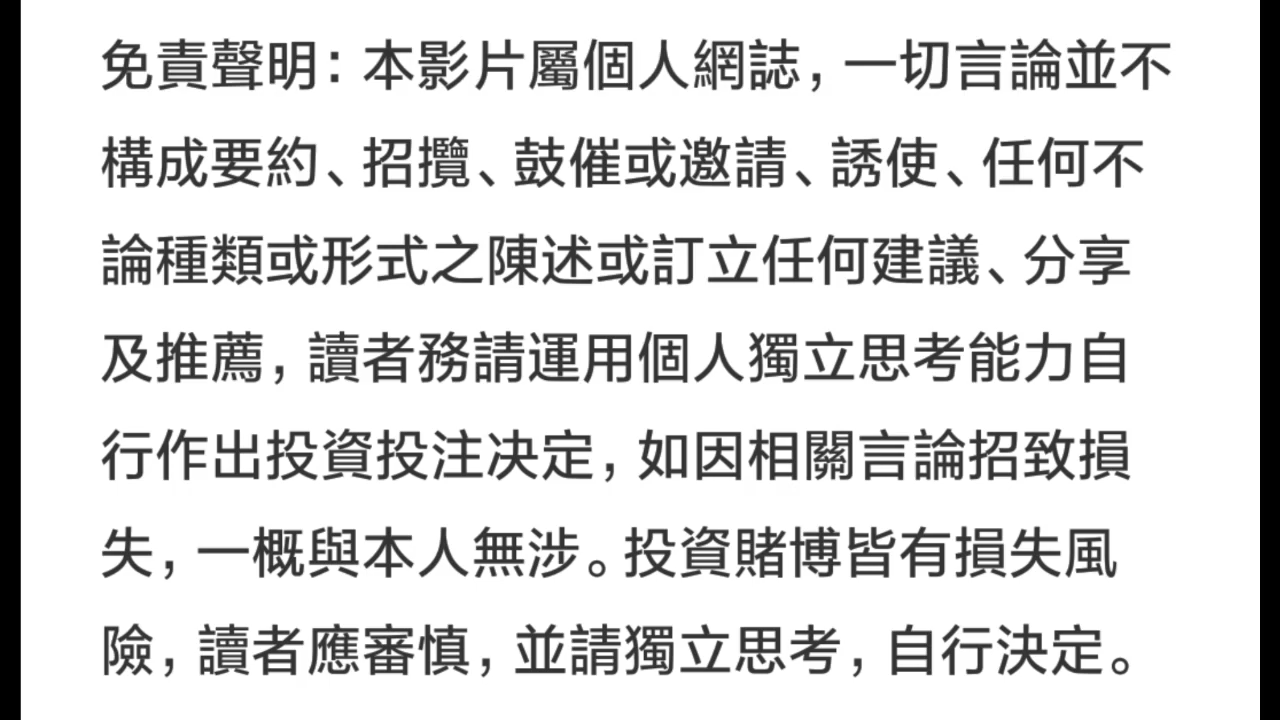 免責聲明：本影片屬個人網誌，一切言論並不
構成要約、招攬、鼓催或邀請、誘使、任何不
論種類或形式之陳述或訂立任何建議、分享
及推薦，讀者務請運用個人獨立思考能力自
行作出投資投注决定，如因相關言論招致損
失，一概與本人無涉。投資賭博皆有損失風
險，讀者應審慎，並請獨立思考，自行決定。